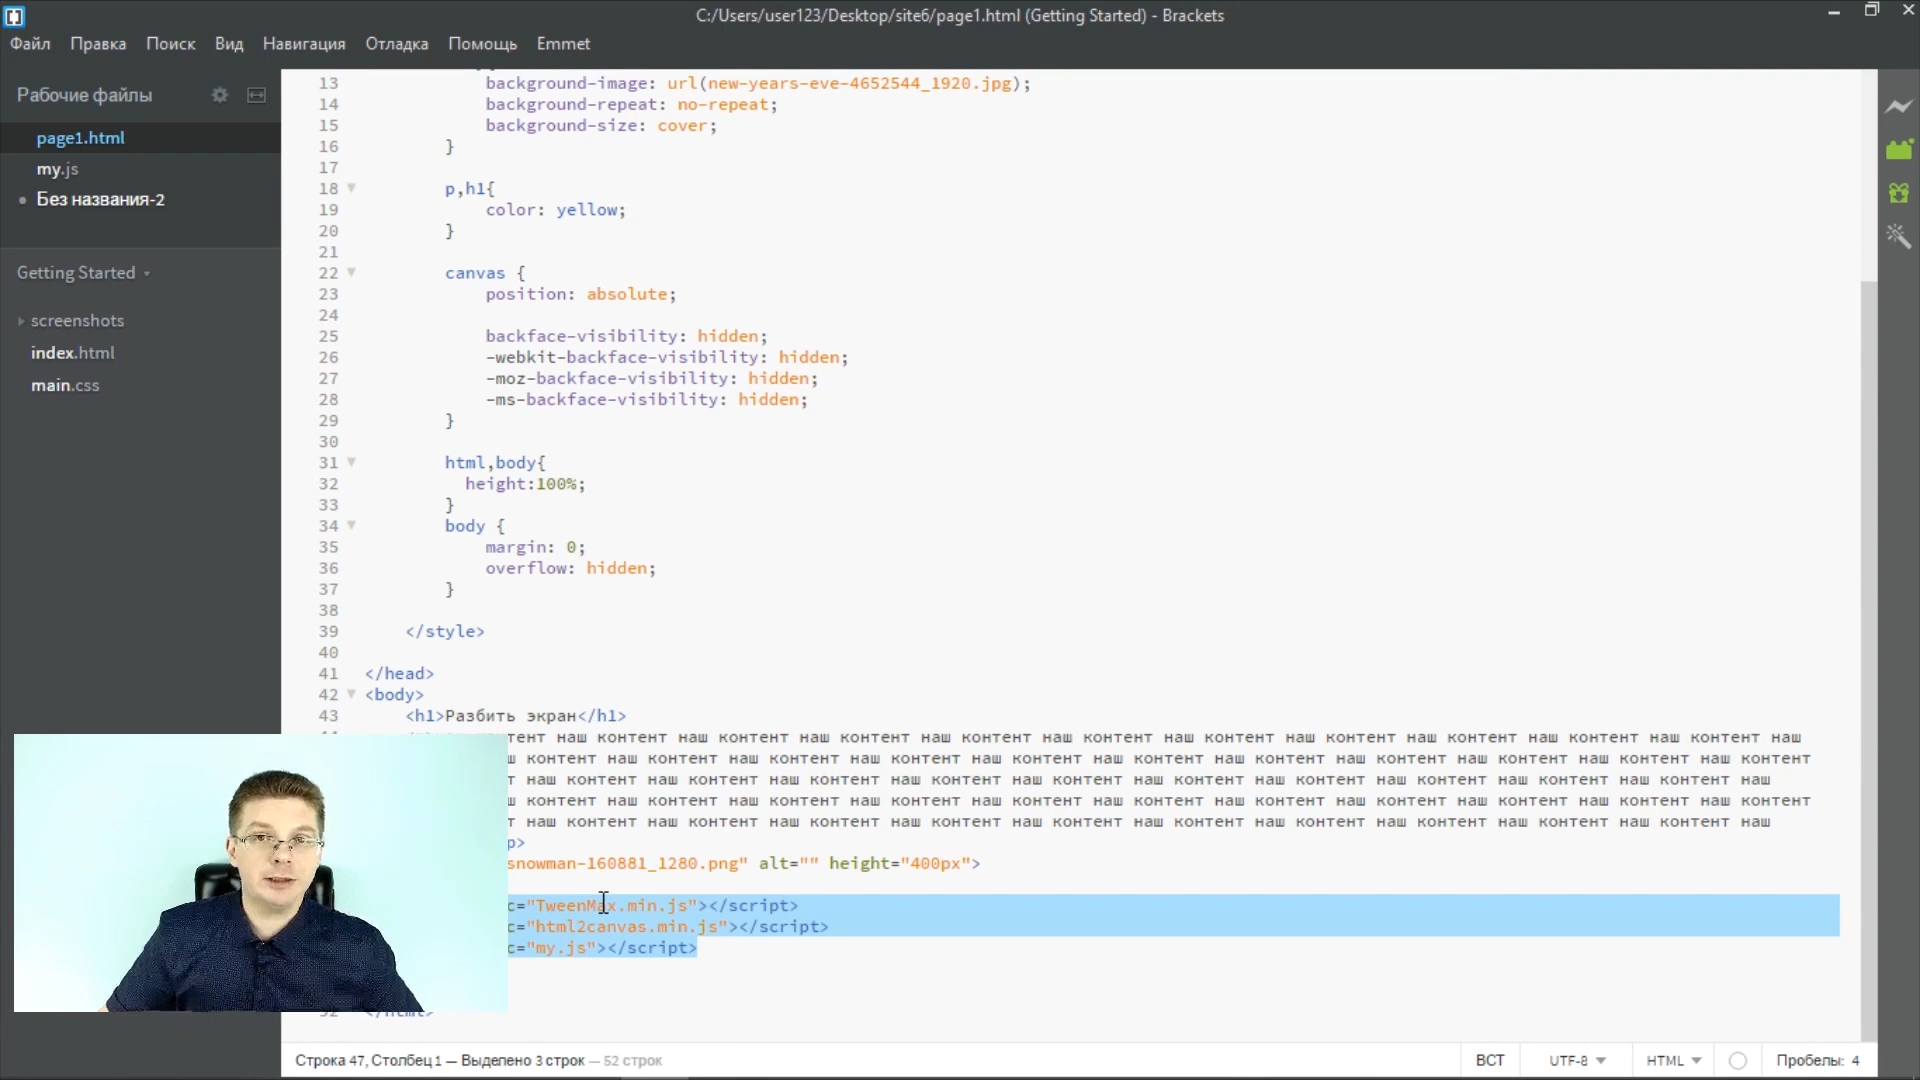 C:/Users/user123/Desktop/site6/page1.html (Getting Started) - Brackets
Файл Правка Поиск Вид Навигация Отладка Помощь Emmet
Рабочие файлы
page1.html
my.js
Без названия-2
Getting Started
screenshots
index.html
main.css
13 background-image: url(new-years-eve-4652544_1920.jpg);
14 background-repeat: no-repeat;
15 background-size: cover;
16 }
17
18 p,h1{
19 color: yellow;
20 }
21
22 canvas {
23 position: absolute;
24
25 backface-visibility: hidden;
26 -webkit-backface-visibility: hidden;
27 -moz-backface-visibility: hidden;
28 -ms-backface-visibility: hidden;
29 }
30
31 html,body{
32 height:100%;
33 }
34 body {
35 margin: 0;
36 overflow: hidden;
37 }
38
39 </style>
40
41 </head>
42 <body>
43 <h1>Разбить экран</h1>
наш контент наш контент наш контент наш контент наш контент наш контент наш контент наш контент наш контент наш контент наш
контент наш контент наш контент наш контент наш контент наш контент наш контент наш контент наш контент наш контент наш контент
наш контент наш контент наш контент наш контент наш контент наш контент наш контент наш контент наш контент наш контент наш
контент наш контент наш контент наш контент наш контент наш контент наш контент наш контент наш контент наш контент наш контент
наш контент наш контент наш контент наш контент наш контент наш контент наш контент наш контент наш контент наш контент наш
p>
snowman-160881_1280.png" alt="" height="400px">
c="TweenMax.min.js"></script>
c="html2canvas.min.js"></script>
c="my.js"></script>
Строка 47, Столбец 1 — Выделено 3 строк — 52 строк
ВСТ UTF-8 HTML Пробелы: 4